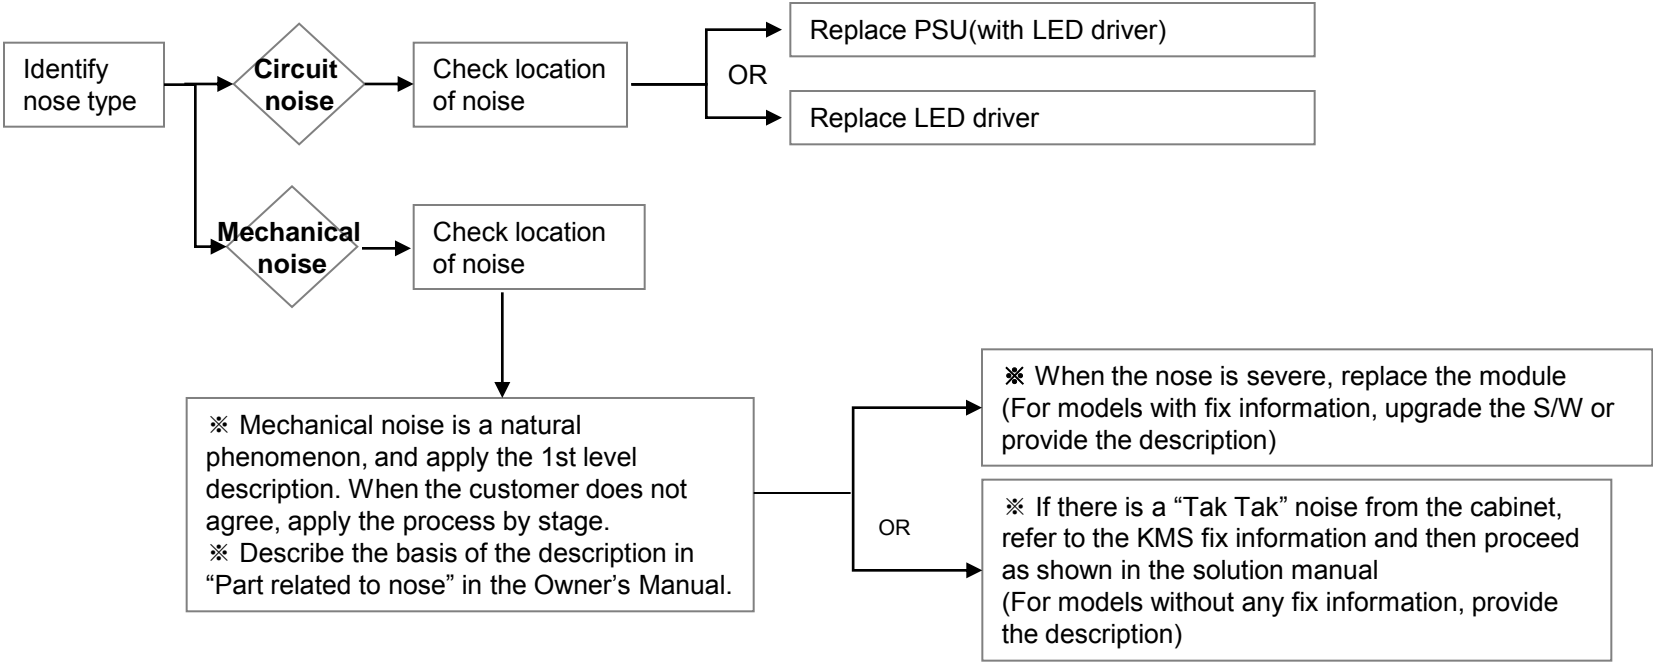 Identify
nose type
Circuit
noise
Check location
of noise
Replace PSU(with LED driver)
OR
Replace LED driver
Mechanical
noise
Check location
of noise
※ Mechanical noise is a natural
phenomenon, and apply the 1st level
description. When the customer does not
agree, apply the process by stage.
※ Describe the basis of the description in
“Part related to nose” in the Owner’s Manual.
OR
※ When the nose is severe, replace the module
(For models with fix information, upgrade the S/W or
provide the description)
※ If there is a “Tak Tak” noise from the cabinet,
refer to the KMS fix information and then proceed
as shown in the solution manual
(For models without any fix information, provide
the description)